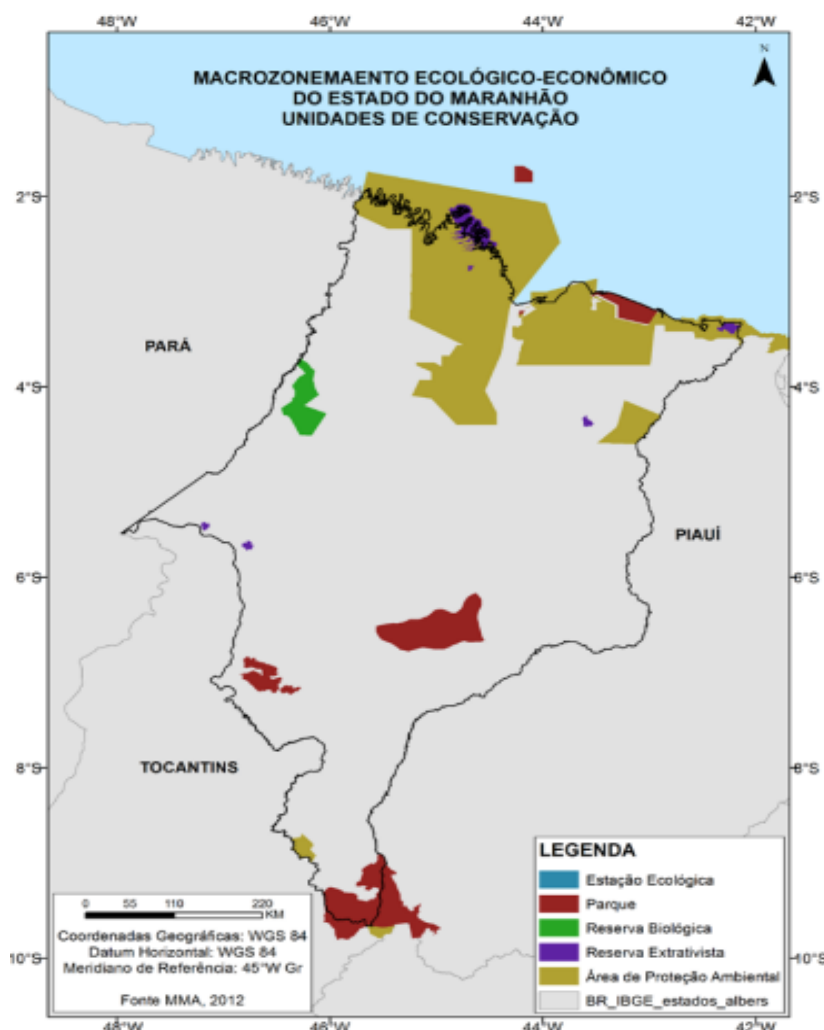 48°W 46°W 44°W 42°W
N
MACROZONEMAENTO ECOLÓGICO-ECONÔMICO
DO ESTADO DO MARANHÃO
UNIDADES DE CONSERVAÇÃO
2°S 2°S
PARÁ
4°S 4°S
PIAUÍ
6°S 6°S
TOCANTINS
8°S 8°S
LEGENDA
Estação Ecológica
Parque
Reserva Biológica
Reserva Extrativista
Área de Proteção Ambiental
BR_IBGE_estados_albers
0 55 110 220
KM
Coordenadas Geográficas: WGS 84
Datum Horizontal: WGS 84
Meridiano de Referência: 45°W Gr
Fonte MMA, 2012
10°S 10°S
48°W 46°W 44°W 42°W